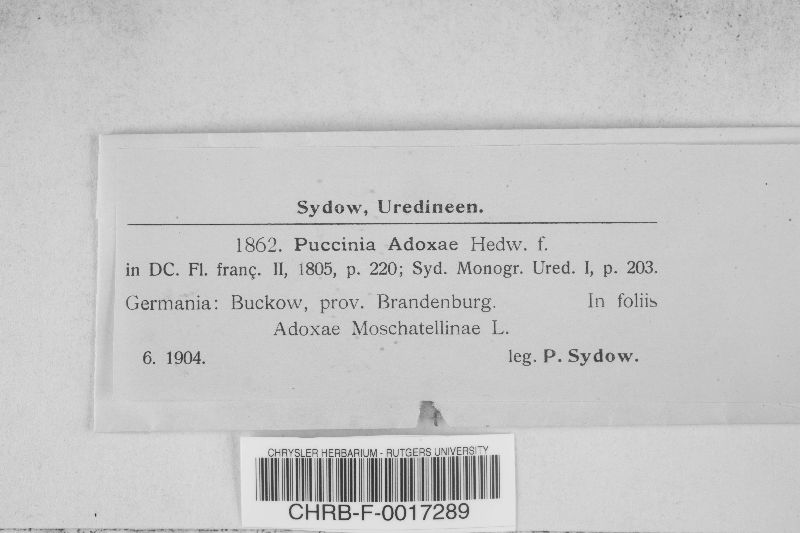 Sydow, Uredineen.
1862. Puccinia Adoxae Hedw. f.
in DC. Fl. franç. II, 1805, p. 220; Syd. Monogr. Ured. I, p. 203.
Germania: Buckow, prov. Brandenburg. In foliis
Adoxae Moschatellinae L.
6. 1904. leg. P. Sydow.
CHRYSLER HERBARIUM - RUTGERS UNIVERSITY
CHRB-F-0017289